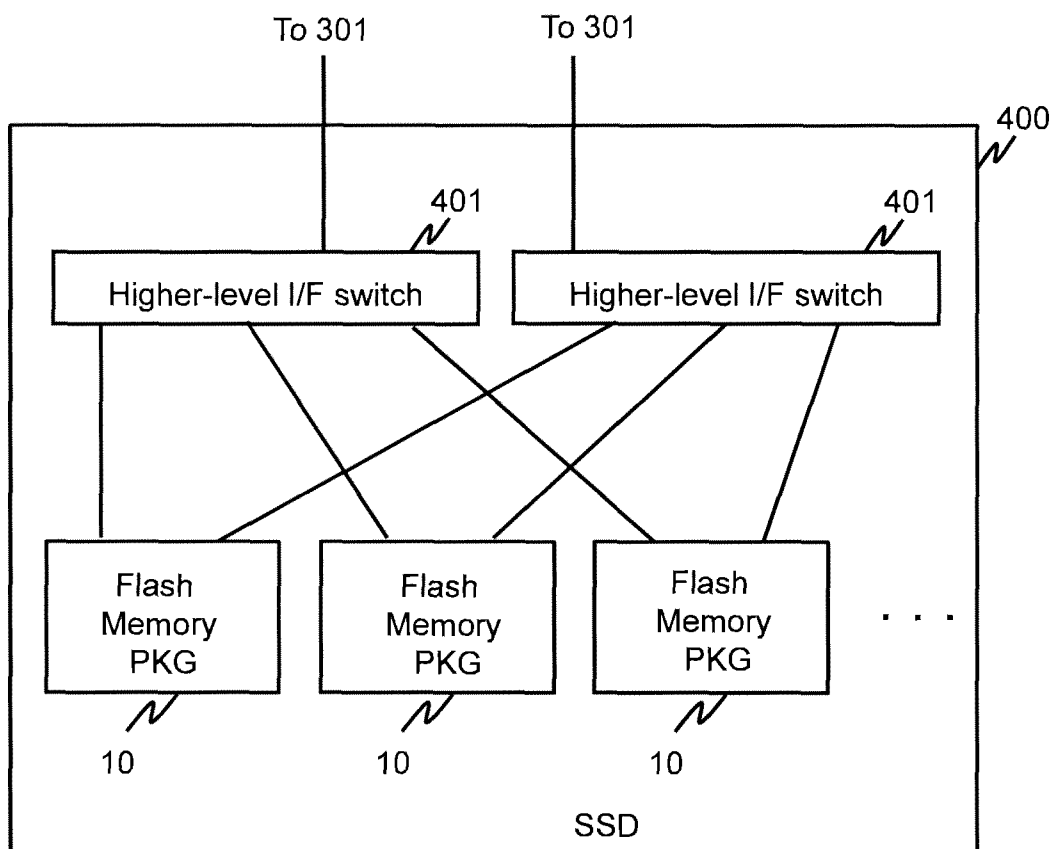 To 301
To 301
400
401
401
Higher-level I/F switch
Higher-level I/F switch
Flash
Memory
PKG
Flash
Memory
PKG
Flash
Memory
PKG
. . .
10
10
10
SSD